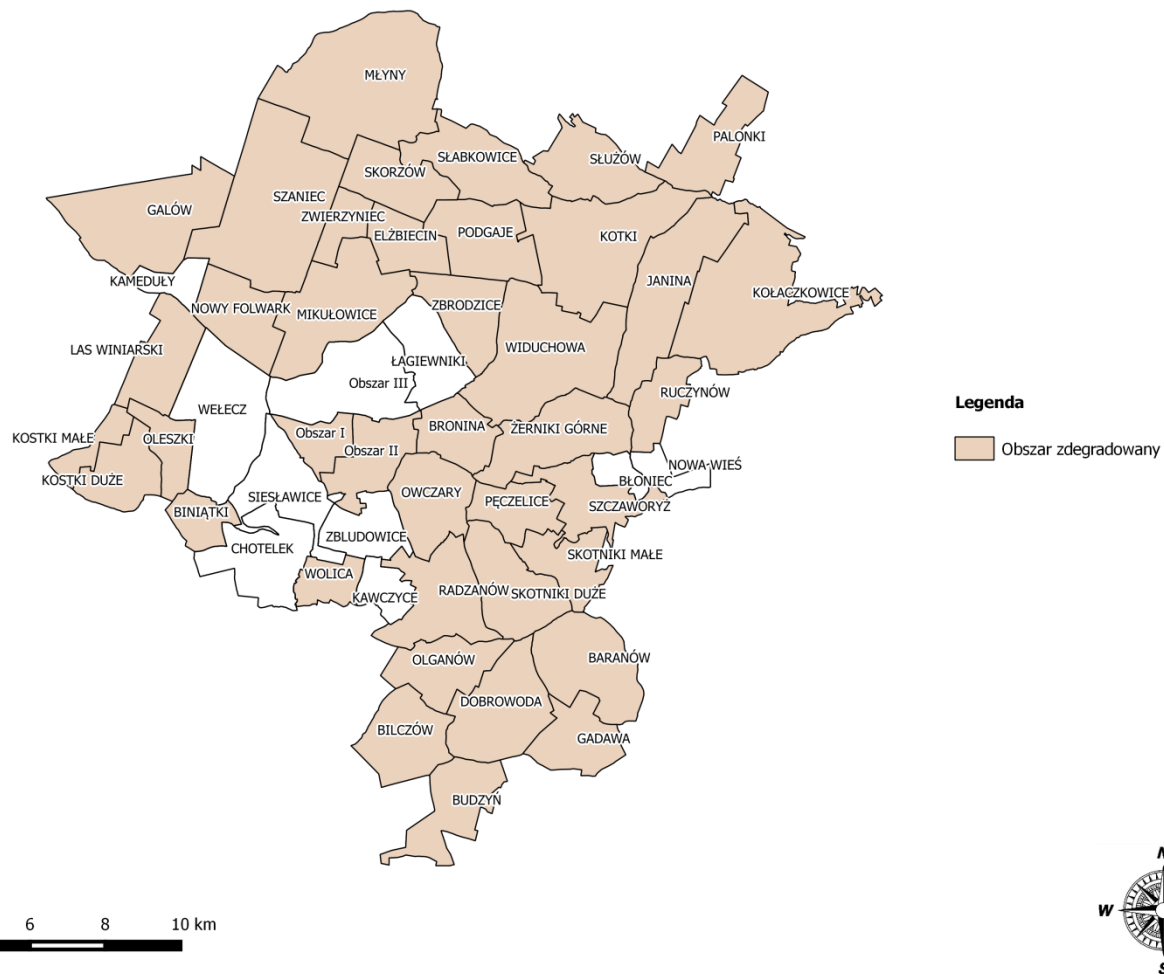 MŁYNY
PALONKI
SŁABKOWICE
SŁUŻÓW
SKORZÓW
SZANIEC
GALÓW
ZWIERZYNIEC
ELŻBIECIN
PODGAJE
KOTKI
KAMEDUŁY
JANINA
KOŁACZKOWICE
NOWY FOLWARK
MIKUŁOWICE
ZBRODZICE
LAS WINIARSKI
WIDUCHOWA
ŁAGIEWNIKI
Obszar III
RUCZYNÓW
WEŁECZ
Legenda
Obszar zdegradowany
KOSTKI MAŁE
OLESZKI
Obszar I
BRONINA
ŻERNIKI GÓRNE
Obszar II
NOWA WIEŚ
KOSTKI DUŻE
BŁONIEC
OWCZARY
SIESŁAWICE
PĘCZELICE
SZCZAWORYŻ
BINIĄTKI
ZBLUDOWICE
CHOTELEK
SKOTNIKI MAŁE
WOLICA
RADZANÓW
SKOTNIKI DUŻE
KAWCZYCE
OLGANÓW
BARANÓW
DOBROWODA
BILCZÓW
GADAWA
BUDZYŃ
6 8 10 km
N
W
S